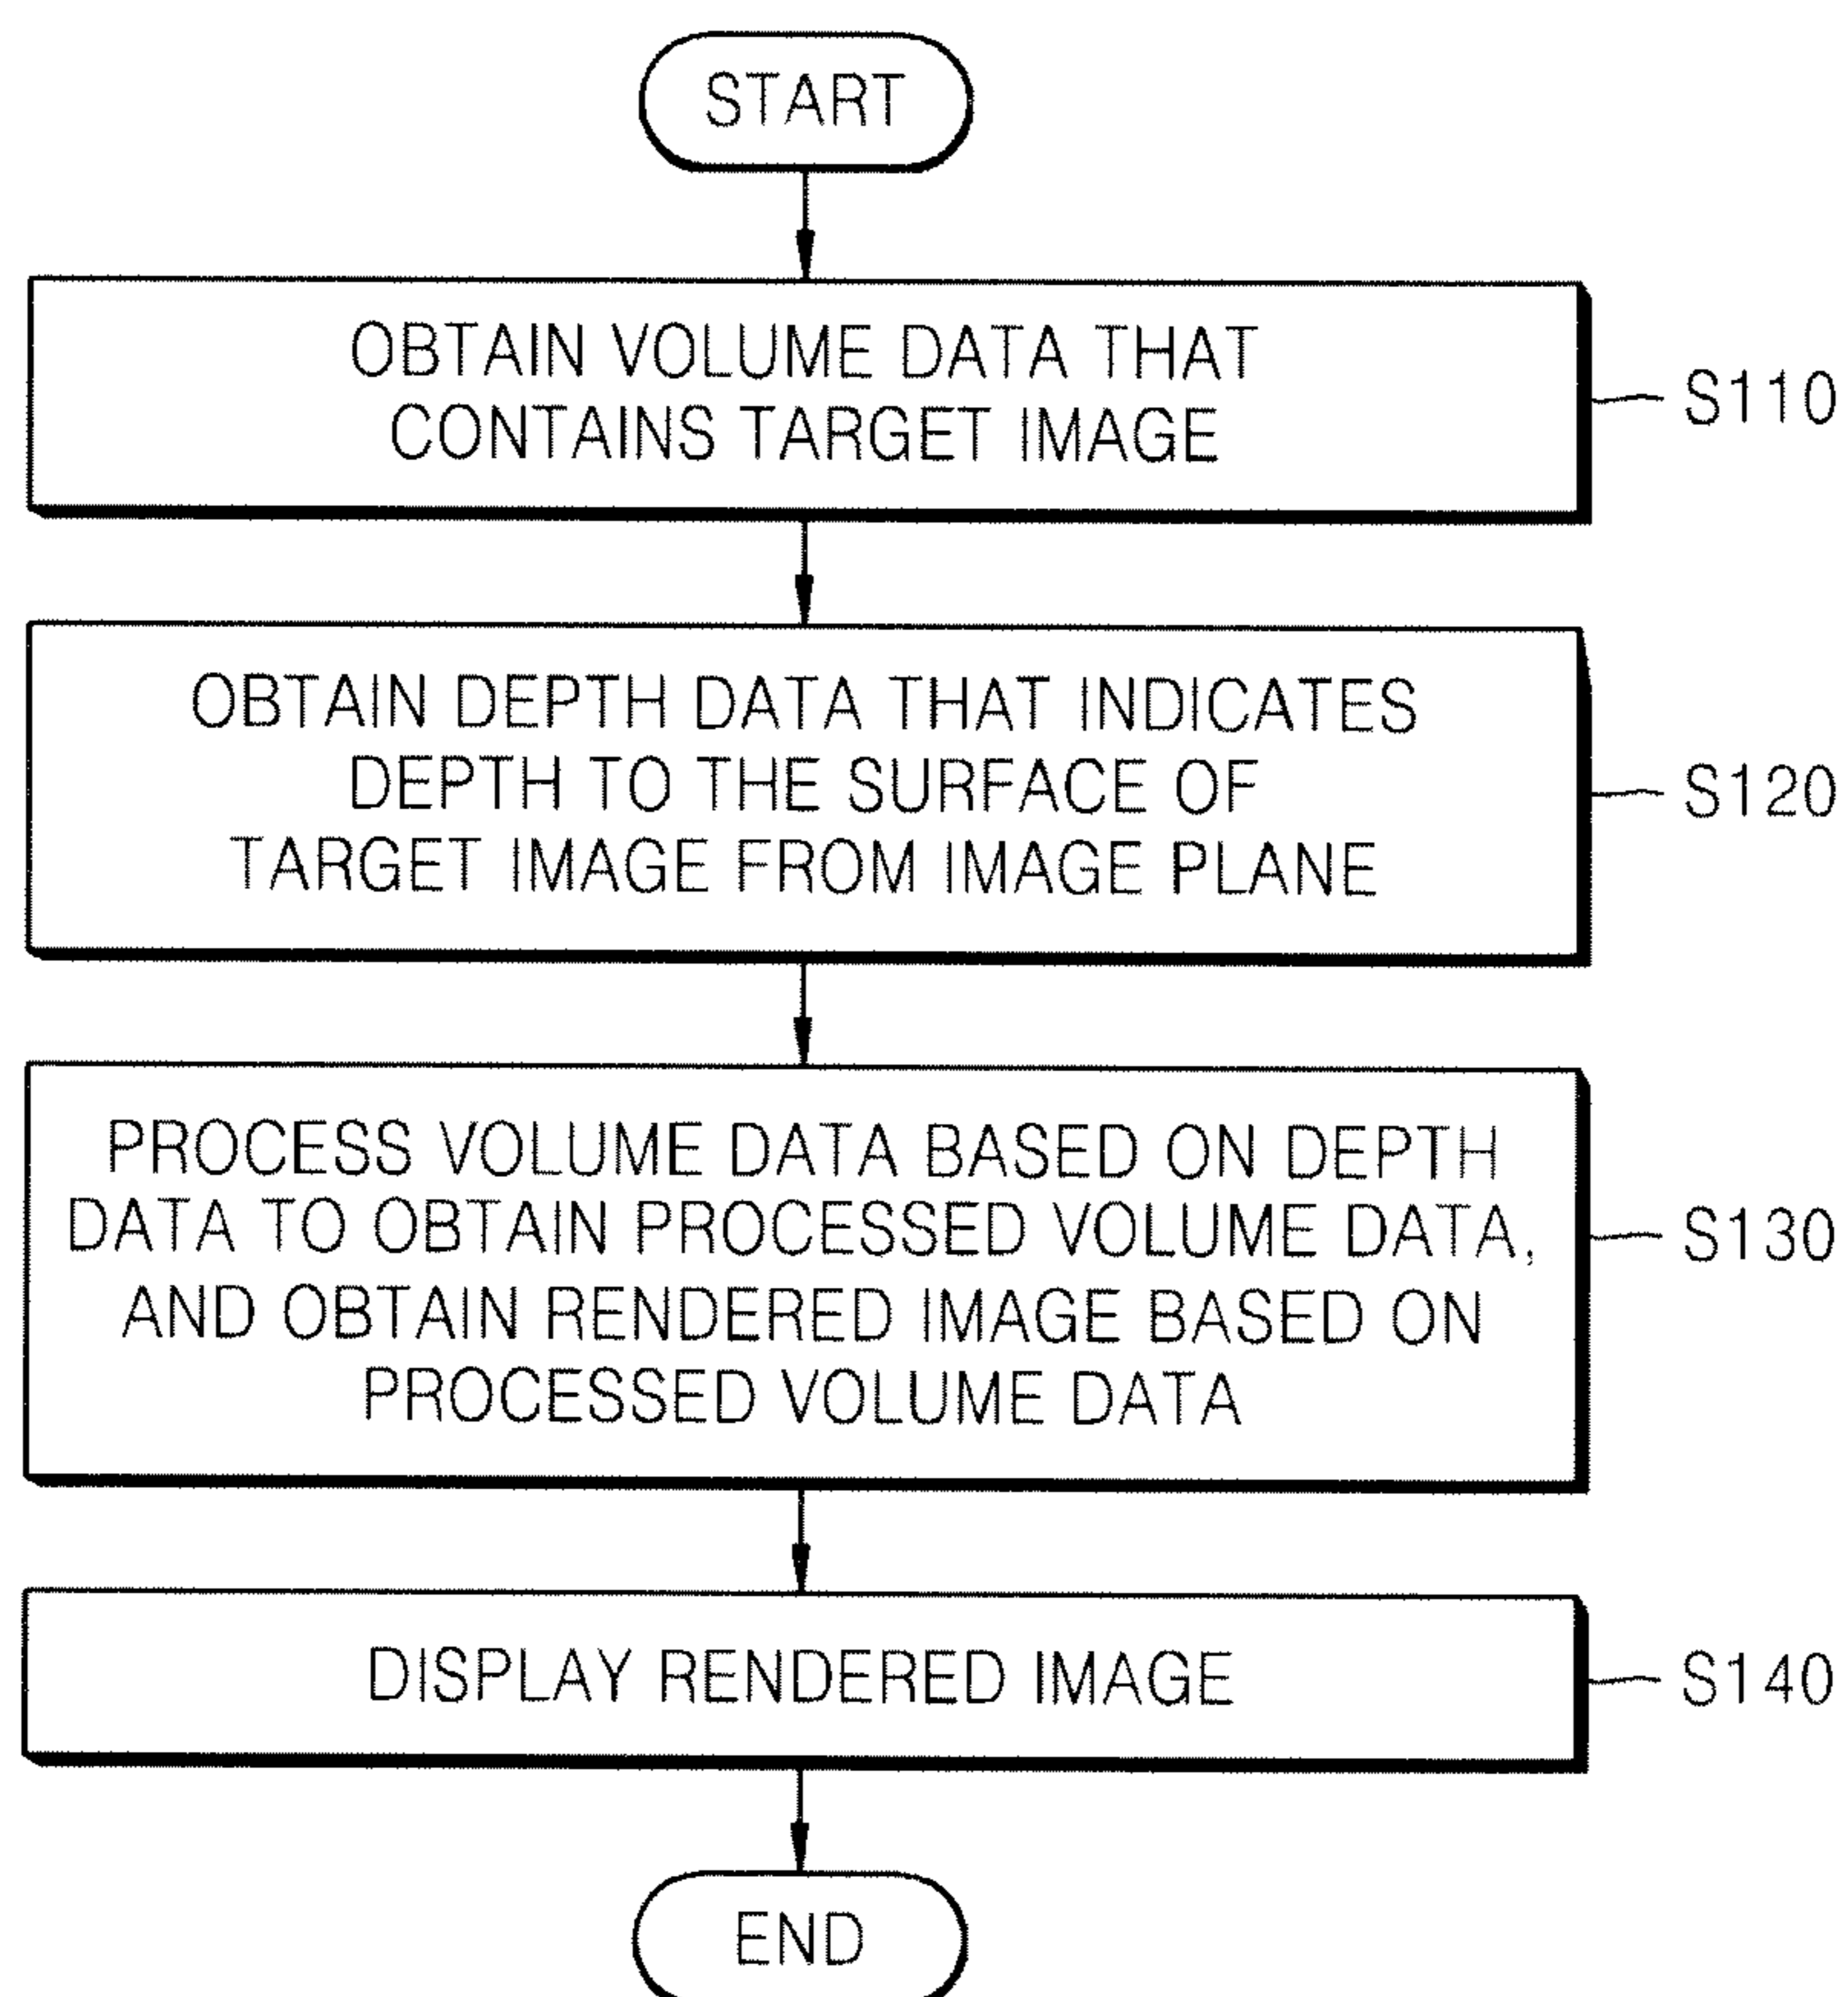 START
OBTAIN VOLUME DATA THAT
CONTAINS TARGET IMAGE
S110
OBTAIN DEPTH DATA THAT INDICATES
DEPTH TO THE SURFACE OF
TARGET IMAGE FROM IMAGE PLANE
S120
PROCESS VOLUME DATA BASED ON DEPTH
DATA TO OBTAIN PROCESSED VOLUME DATA,
AND OBTAIN RENDERED IMAGE BASED ON
PROCESSED VOLUME DATA
S130
DISPLAY RENDERED IMAGE
S140
END